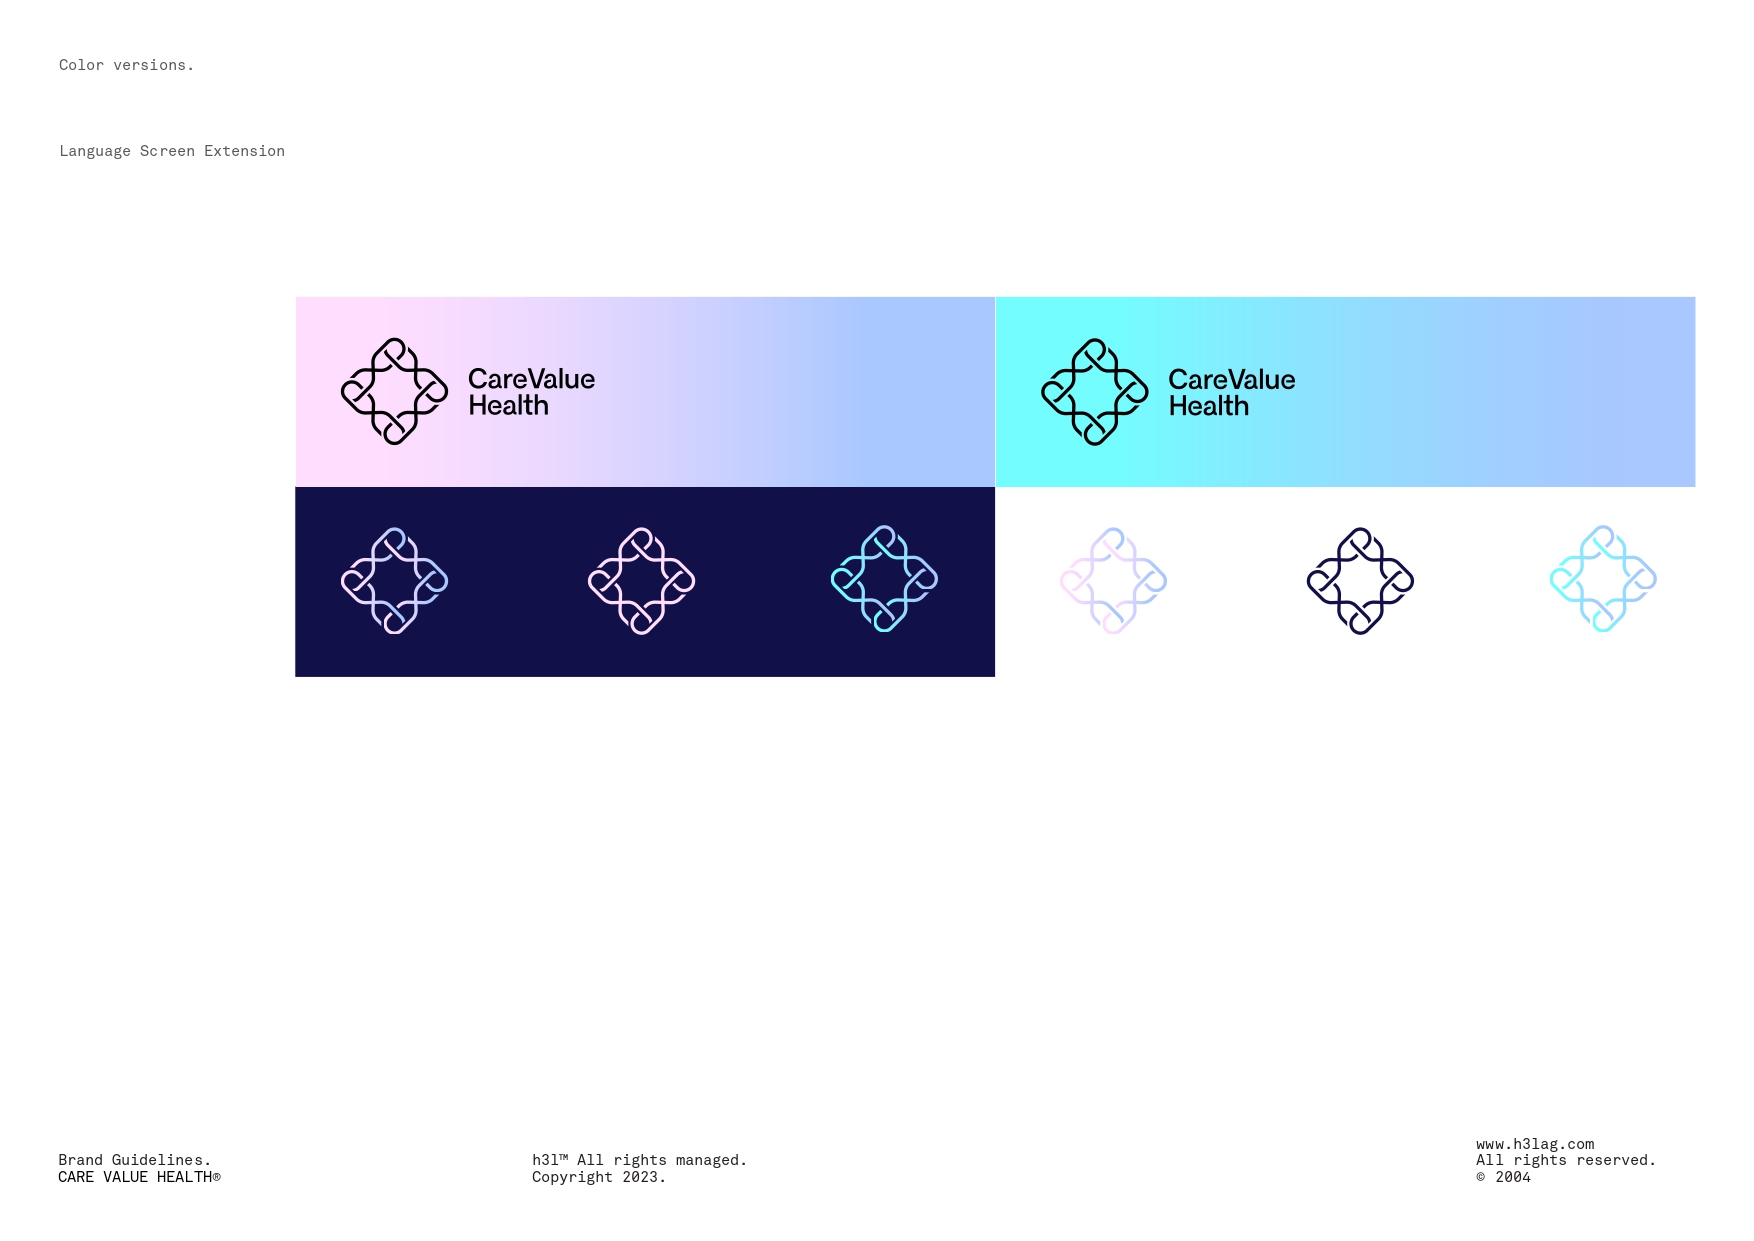 Color versions.
Language Screen Extension
CareValue
Health
CareValue
Health
Brand Guidelines.
CARE VALUE HEALTH®
h3l™ All rights managed.
Copyright 2023.
www.h3lag.com
All rights reserved.
© 2004